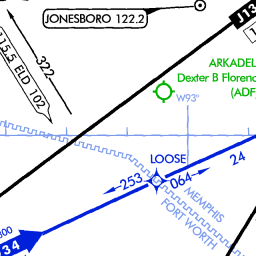 JONESBORO 122.2
J13
115.5 ELD 102
322
ARKADEL
Dexter B Florenc
(ADF
W93°
LOOSE
24
253
064
MEMPHIS
FORT WORTH
300
34